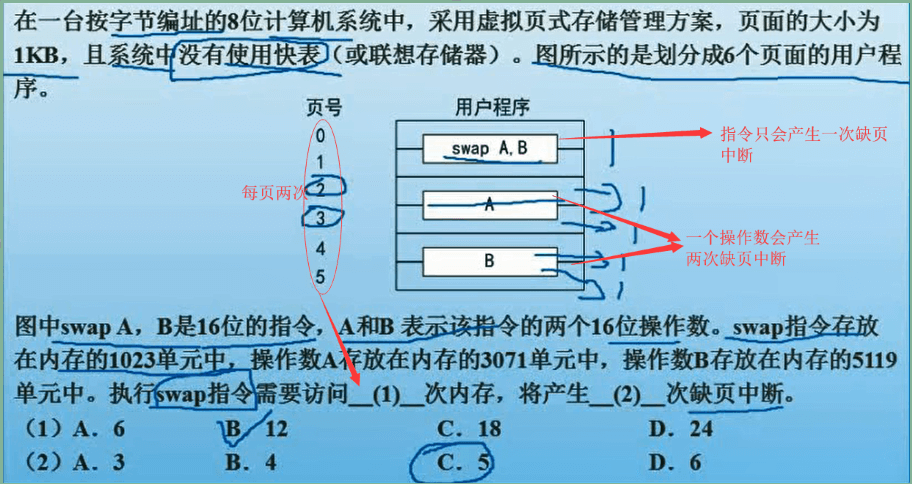 在一台按字节编址的8位计算机系统中，采用虚拟页式存储管理方案，页面的大小为
1KB，且系统中没有使用快表（或联想存储器）。图所示的是划分成6个页面的用户程
序。
页号 用户程序
0
swap A,B
指令只会产生一次缺页
中断
1
每页两次
2
A
3
一个操作数会产生
两次缺页中断
4
B
5
图中swap A，B是16位的指令，A和B 表示该指令的两个16位操作数。swap指令存放
在内存的1023单元中，操作数A存放在内存的3071单元中，操作数B存放在内存的5119
单元中。执行swap指令需要访问__(1)__次内存，将产生__(2)__次缺页中断。
（1）A．6 B．12 C．18 D．24
（2）A．3 B．4 C．5 D．6